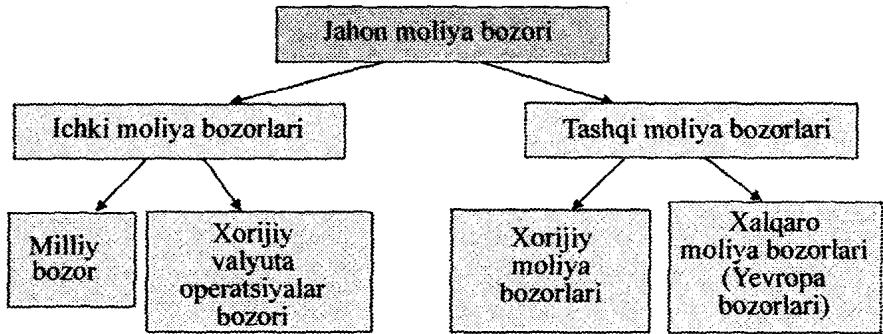 Jahon moliya bozori
Ichki moliya bozorlari
Tashqi moliya bozorlari
Milliy
bozor
Xorijiy
valyuta
operatsiyalar
bozori
Xorijiy
moliya
bozorlari
Xalqaro
moliya bozorlari
(Yevropa
bozorlari)